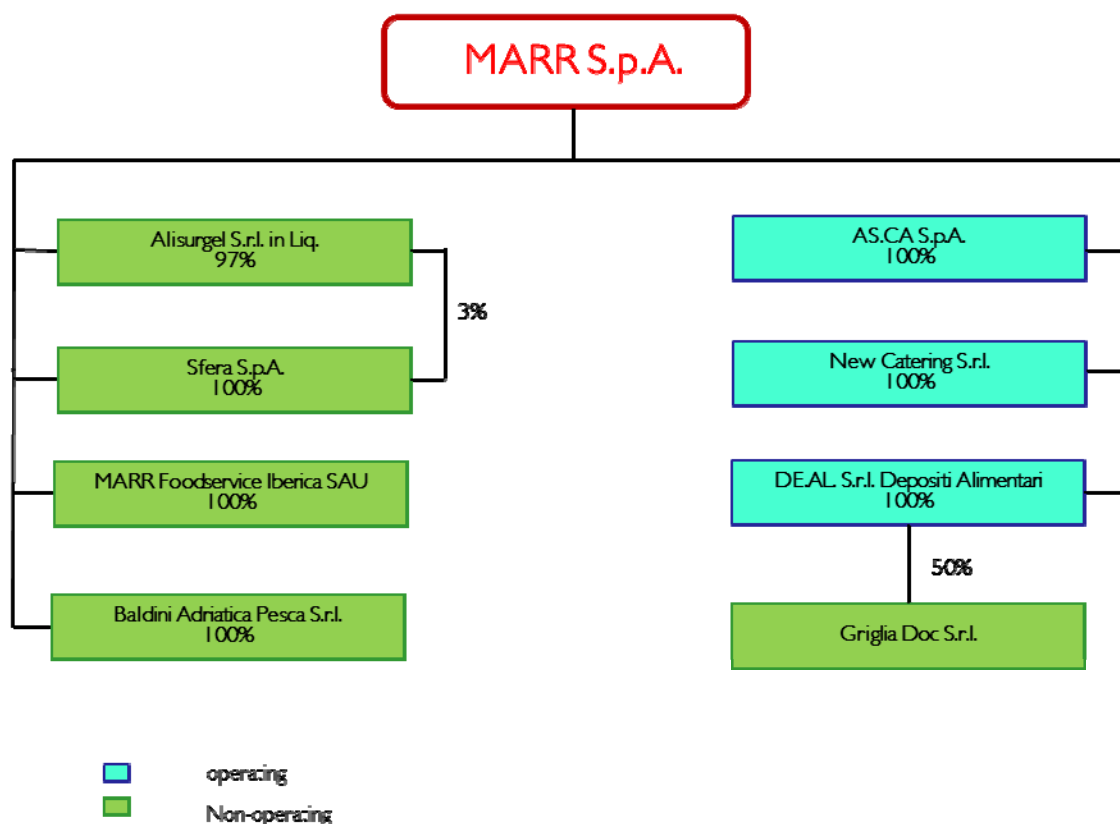 MARR S.p.A.
Alisurgel S.r.l. in Liq.
97%
3%
Sfera S.p.A.
100%
MARR Foodservice Iberica SAU
100%
Baldini Adriatica Pesca S.r.l.
100%
AS.CA S.p.A.
100%
New Catering S.r.l.
100%
DE.AL. S.r.l. Depositi Alimentari
100%
50%
Griglia Doc S.r.l.
operating
Non-operating